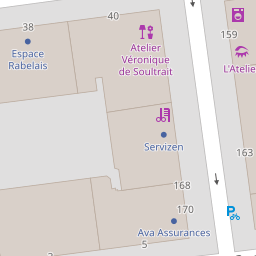 40
38
159
Espace
Rabelais
Atelier
Véronique
de Soultrait
L'Atelie
Servizen
163
168
170
Ava Assurances
5